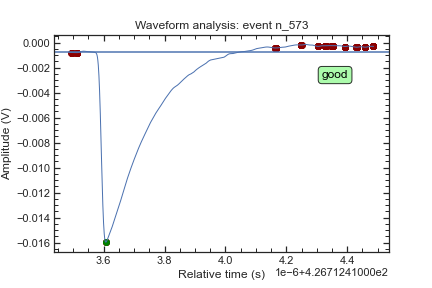 Waveform analysis: event n_573
Amplitude (V)
0.000
−0.002
−0.004
−0.006
−0.008
−0.010
−0.012
−0.014
−0.016
good
3.6 3.8 4.0 4.2 4.4
Relative time (s) 1e-6+4.2671241000e2